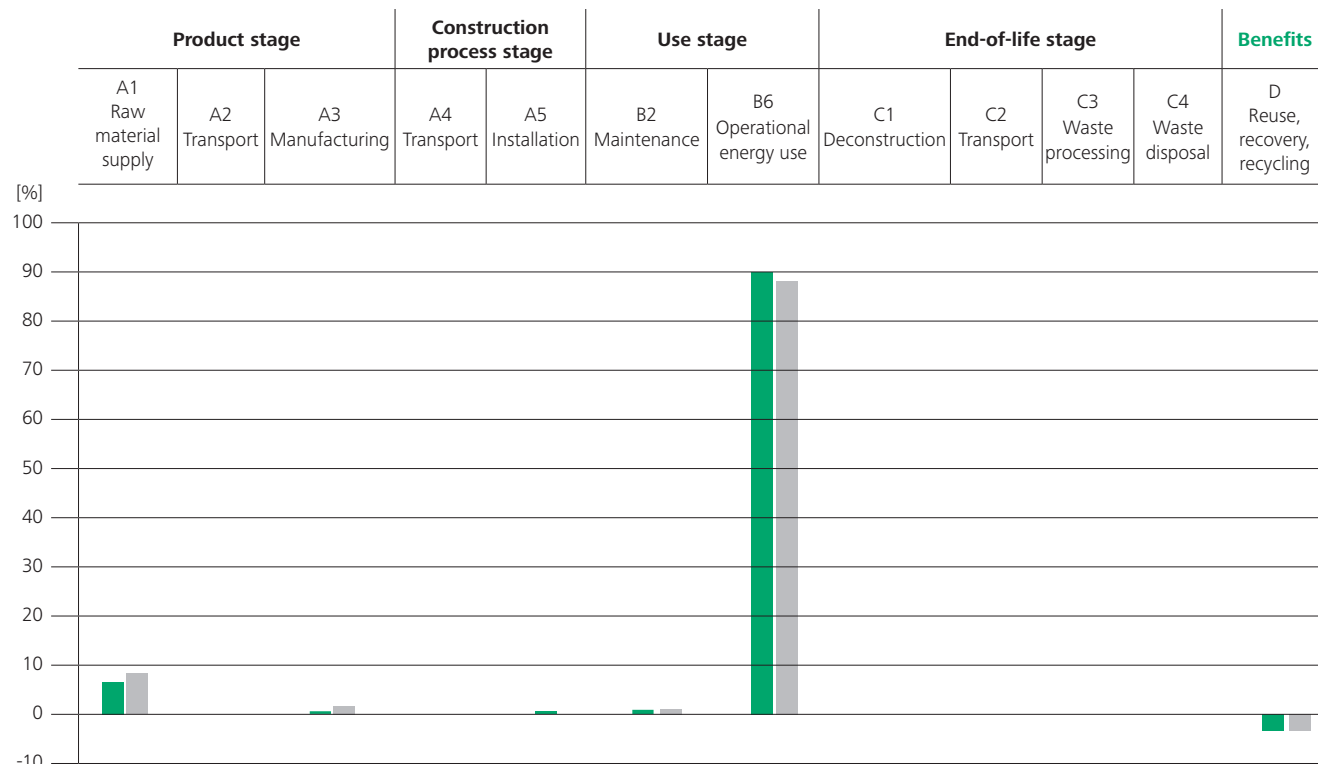 Product stage
Construction
process stage
Use stage
End-of-life stage
Benefits
A1
Raw
material
supply
A2
Transport
A3
Manufacturing
A4
Transport
A5
Installation
B2
Maintenance
B6
Operational
energy use
C1
Deconstruction
C2
Transport
C3
Waste
processing
C4
Waste
disposal
D
Reuse,
recovery,
recycling
[%]
100
90
80
70
60
50
40
30
20
10
0
-10